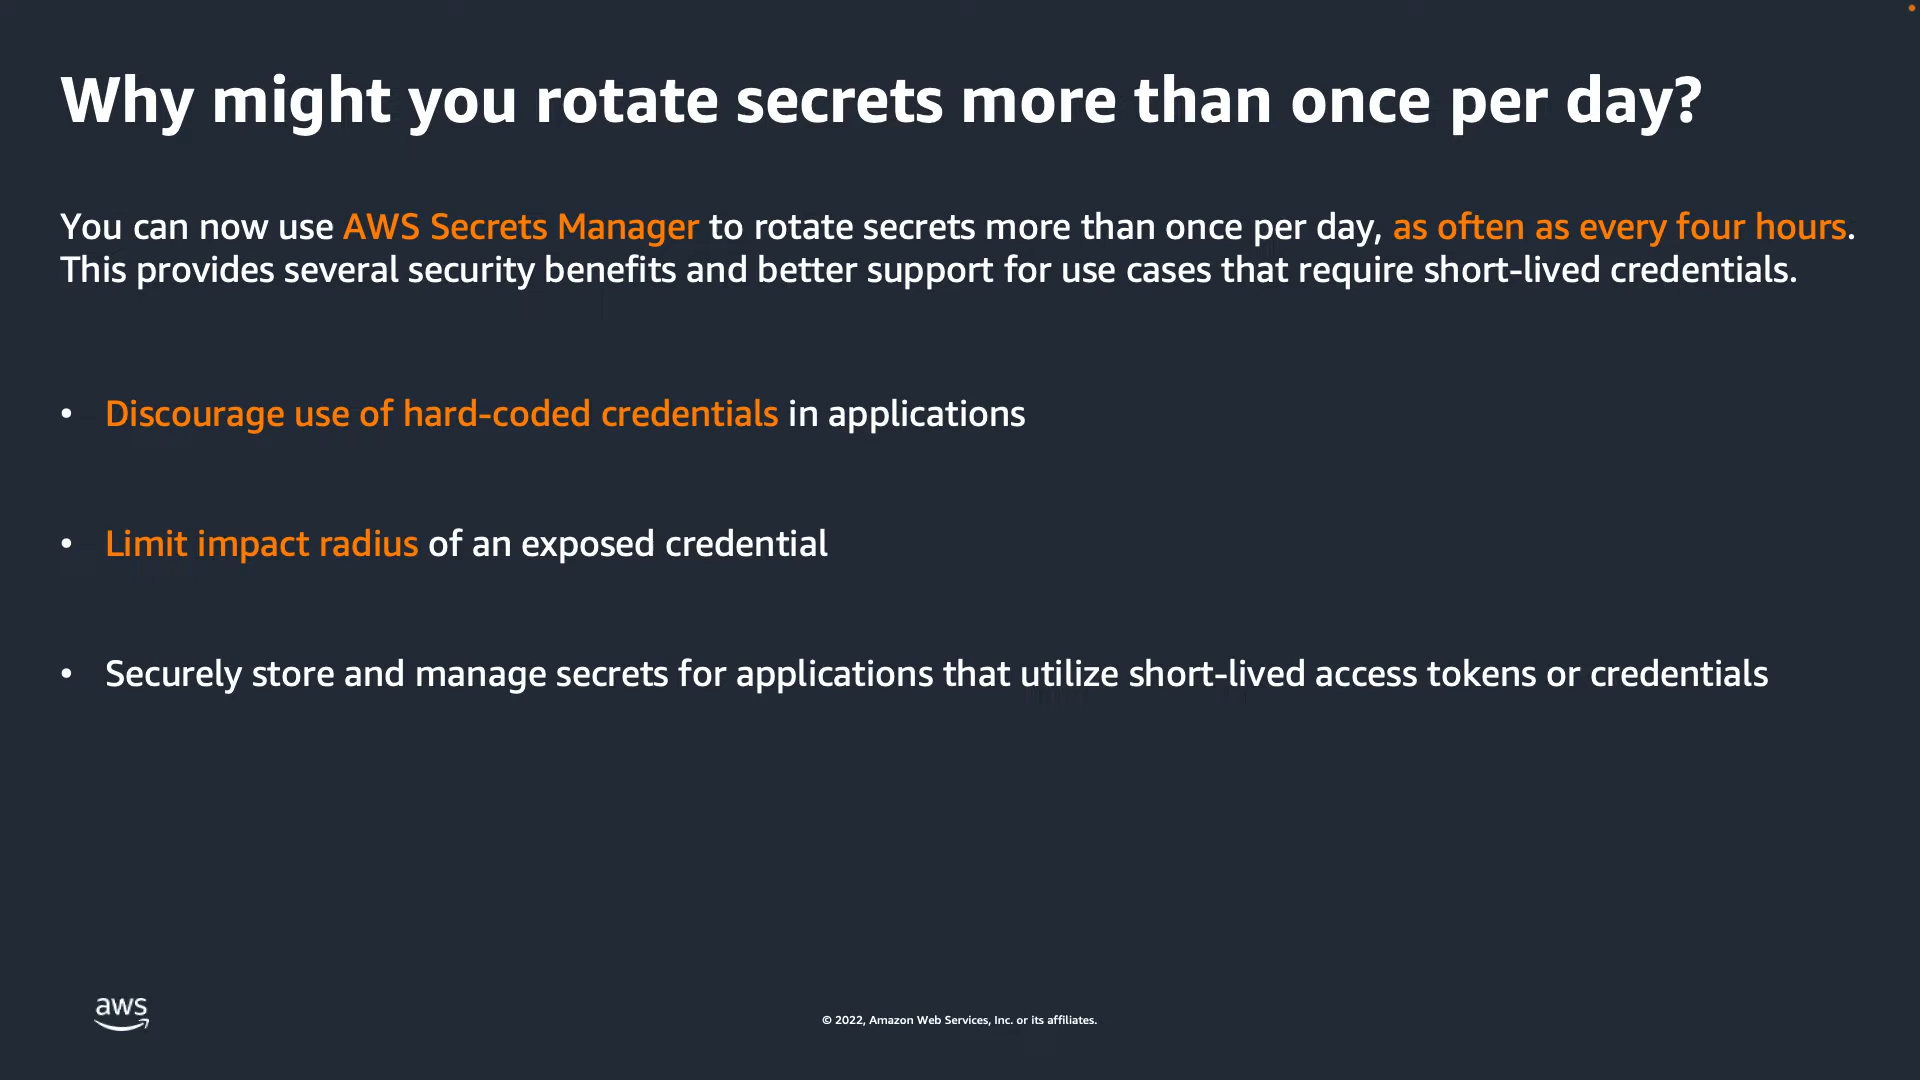 Why might you rotate secrets more than once per day?
You can now use AWS Secrets Manager to rotate secrets more than once per day, as often as every four hours.
This provides several security benefits and better support for use cases that require short-lived credentials.
• Discourage use of hard-coded credentials in applications
• Limit impact radius of an exposed credential
• Securely store and manage secrets for applications that utilize short-lived access tokens or credentials
aws
© 2022, Amazon Web Services, Inc. or its affiliates.